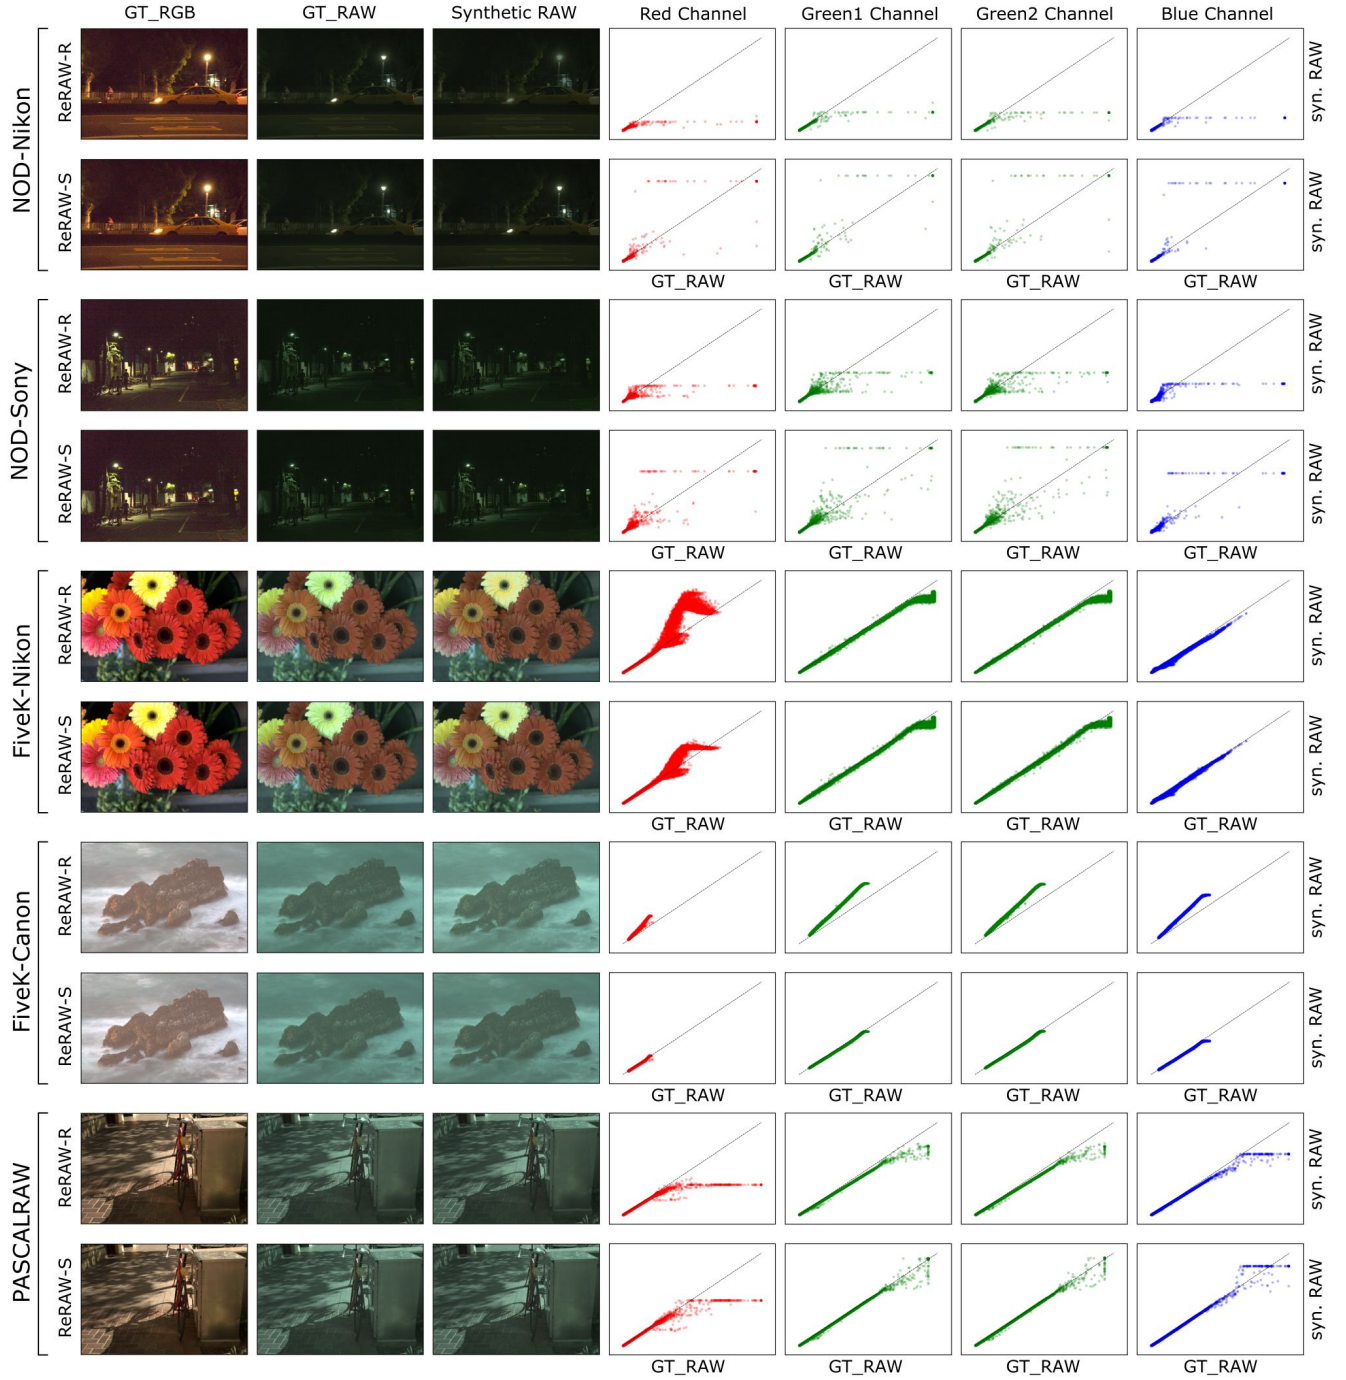 GT_RGB GT_RAW Synthetic RAW Red Channel Green1 Channel Green2 Channel Blue Channel
NOD-Nikon
ReRAW-R
syn. RAW
ReRAW-S
syn. RAW
GT_RAW GT_RAW GT_RAW GT_RAW
NOD-Sony
ReRAW-R
syn. RAW
ReRAW-S
syn. RAW
GT_RAW GT_RAW GT_RAW GT_RAW
FiveK-Nikon
ReRAW-R
syn. RAW
ReRAW-S
syn. RAW
GT_RAW GT_RAW GT_RAW GT_RAW
FiveK-Canon
ReRAW-R
syn. RAW
ReRAW-S
syn. RAW
GT_RAW GT_RAW GT_RAW GT_RAW
PASCALRAW
ReRAW-R
syn. RAW
ReRAW-S
syn. RAW
GT_RAW GT_RAW GT_RAW GT_RAW